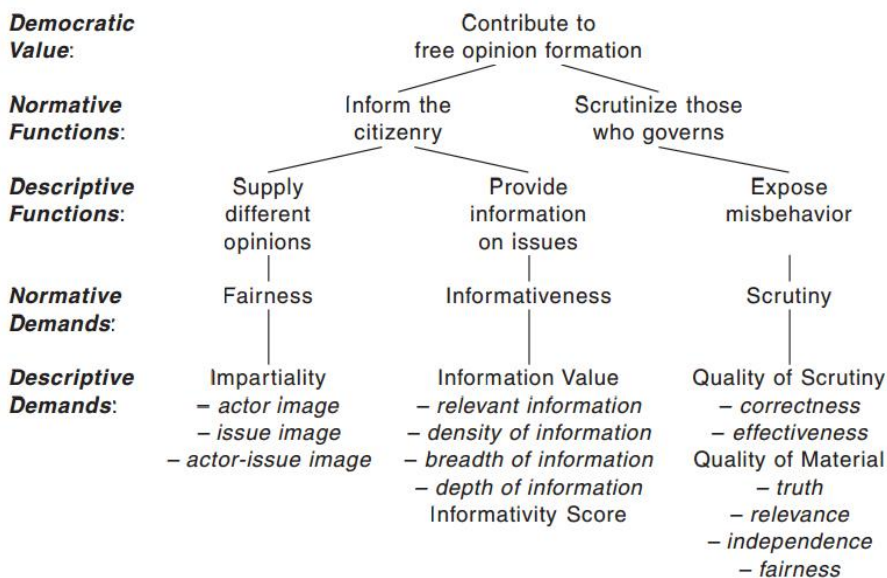 Democratic Value:
Contribute to free opinion formation
Normative Functions:
Inform the citizenry
Scrutinize those who governs
Descriptive Functions:
Supply different opinions
Provide information on issues
Expose misbehavior
Normative Demands:
Fairness
Informativeness
Scrutiny
Descriptive Demands:
Impartiality
– actor image
– issue image
– actor-issue image
Information Value
– relevant information
– density of information
– breadth of information
– depth of information
Informativity Score
Quality of Scrutiny
– correctness
– effectiveness
Quality of Material
– truth
– relevance
– independence
– fairness